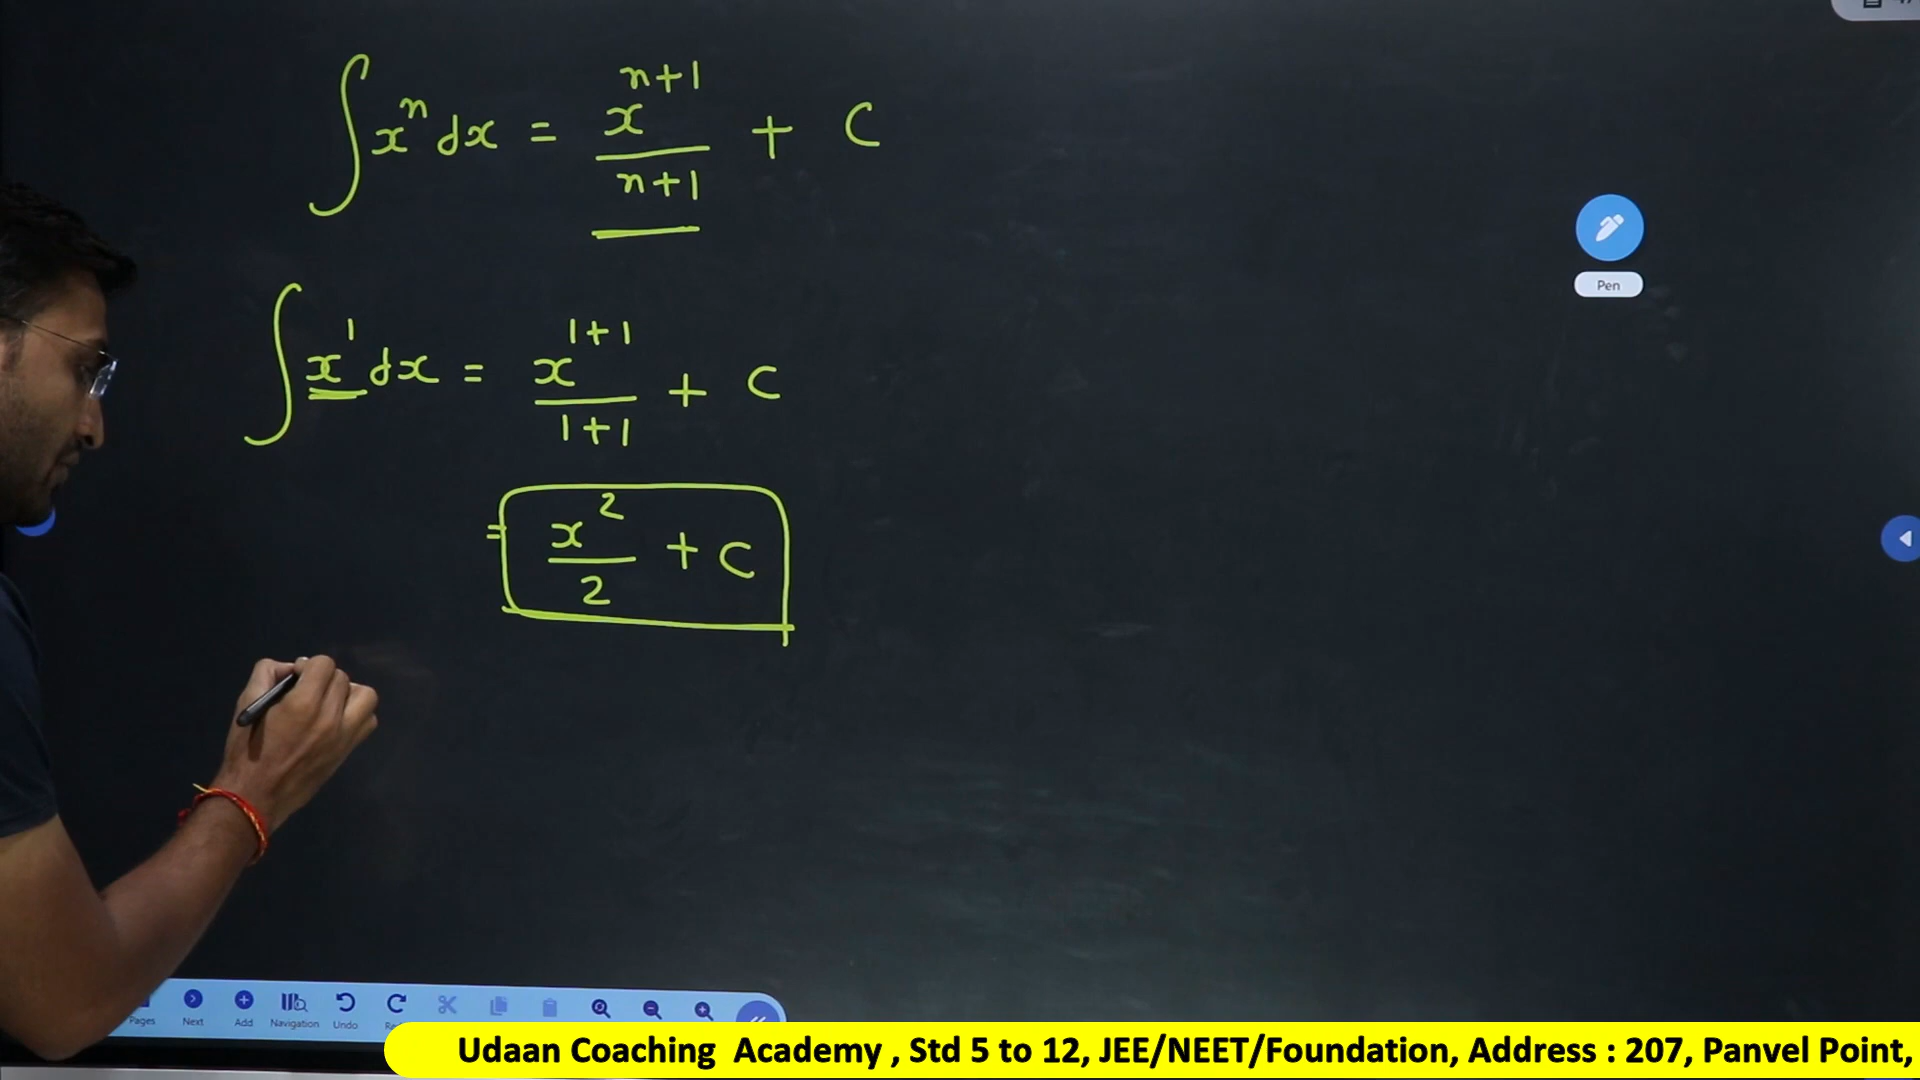 ∫xⁿ dx = xⁿ⁺¹/n+1 + C
∫x¹ dx = x¹⁺¹/1+1 + C
= x²/2 + C
Pen
Pages Next Add Navigation Undo
Udaan Coaching Academy , Std 5 to 12, JEE/NEET/Foundation, Address : 207, Panvel Point,